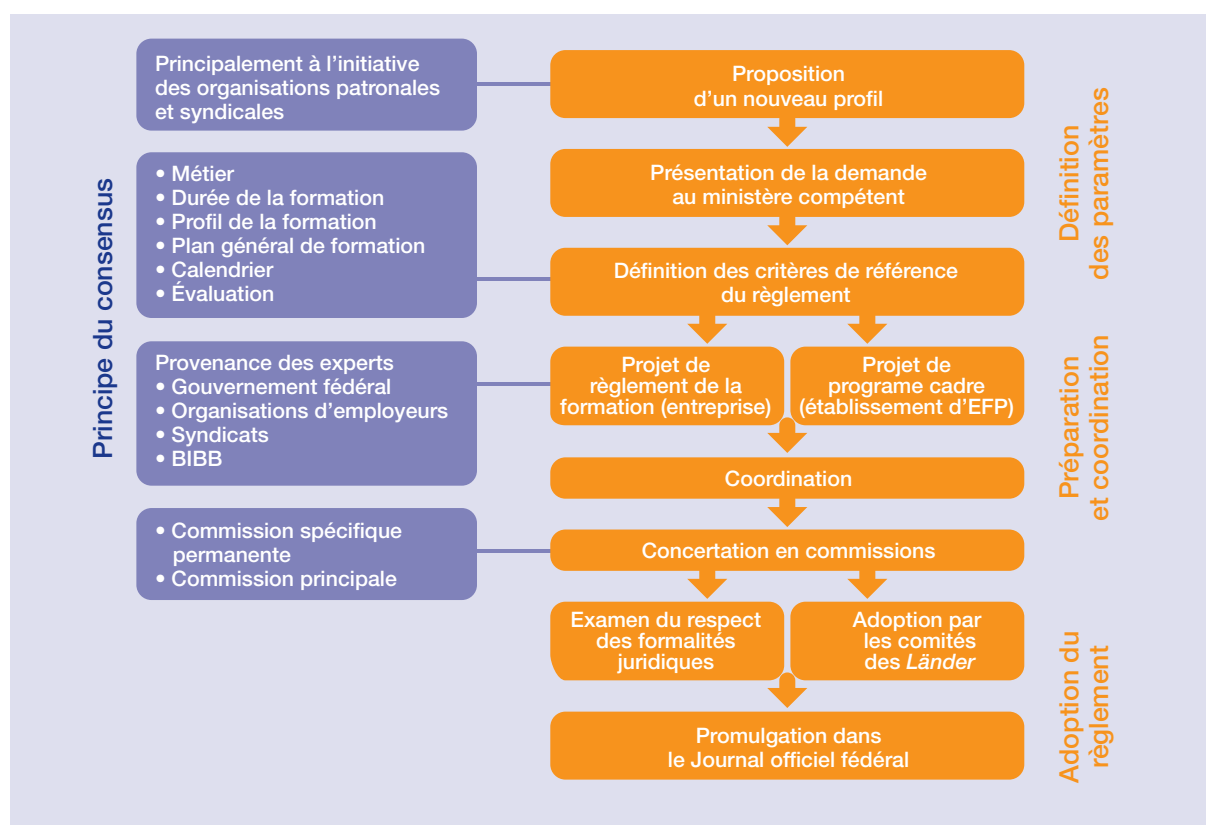 Principe du consensus
Principalement à l'initiative
des organisations patronales
et syndicales
• Métier
• Durée de la formation
• Profil de la formation
• Plan général de formation
• Calendrier
• Évaluation
Provenance des experts
• Gouvernement fédéral
• Organisations d'employeurs
• Syndicats
• BIBB
• Commission spécifique
permanente
• Commission principale
Proposition
d'un nouveau profil
Présentation de la demande
au ministère compétent
Définition des critères de référence
du règlement
Projet de
règlement de la
formation (entreprise)
Projet de
programe cadre
(établissement d'EFP)
Coordination
Concertation en commissions
Examen du respect
des formalités
juridiques
Adoption par
les comités
des Länder
Promulgation dans
le Journal officiel fédéral
Définition
des paramètres
Préparation
et coordination
Adoption du
règlement